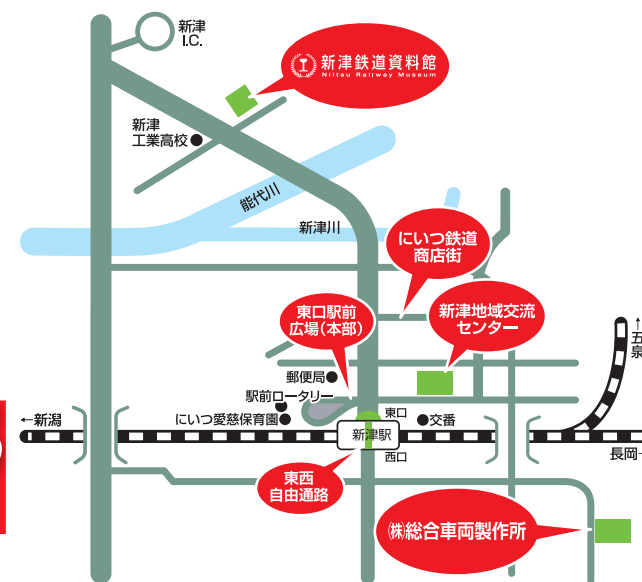 新津
I.C.
新津鉄道資料館
Niitsu Railway Museum
新津
工業高校
能代川
新津川
にいつ鉄道
商店街
東口駅前
広場(本部)
新津地域交流
センター
↑
五泉
郵便局
駅前ロータリー
にいつ愛慈保育園
東口
交番
←新潟
新津駅
西口
長岡→
東西
自由通路
㈱総合車両製作所